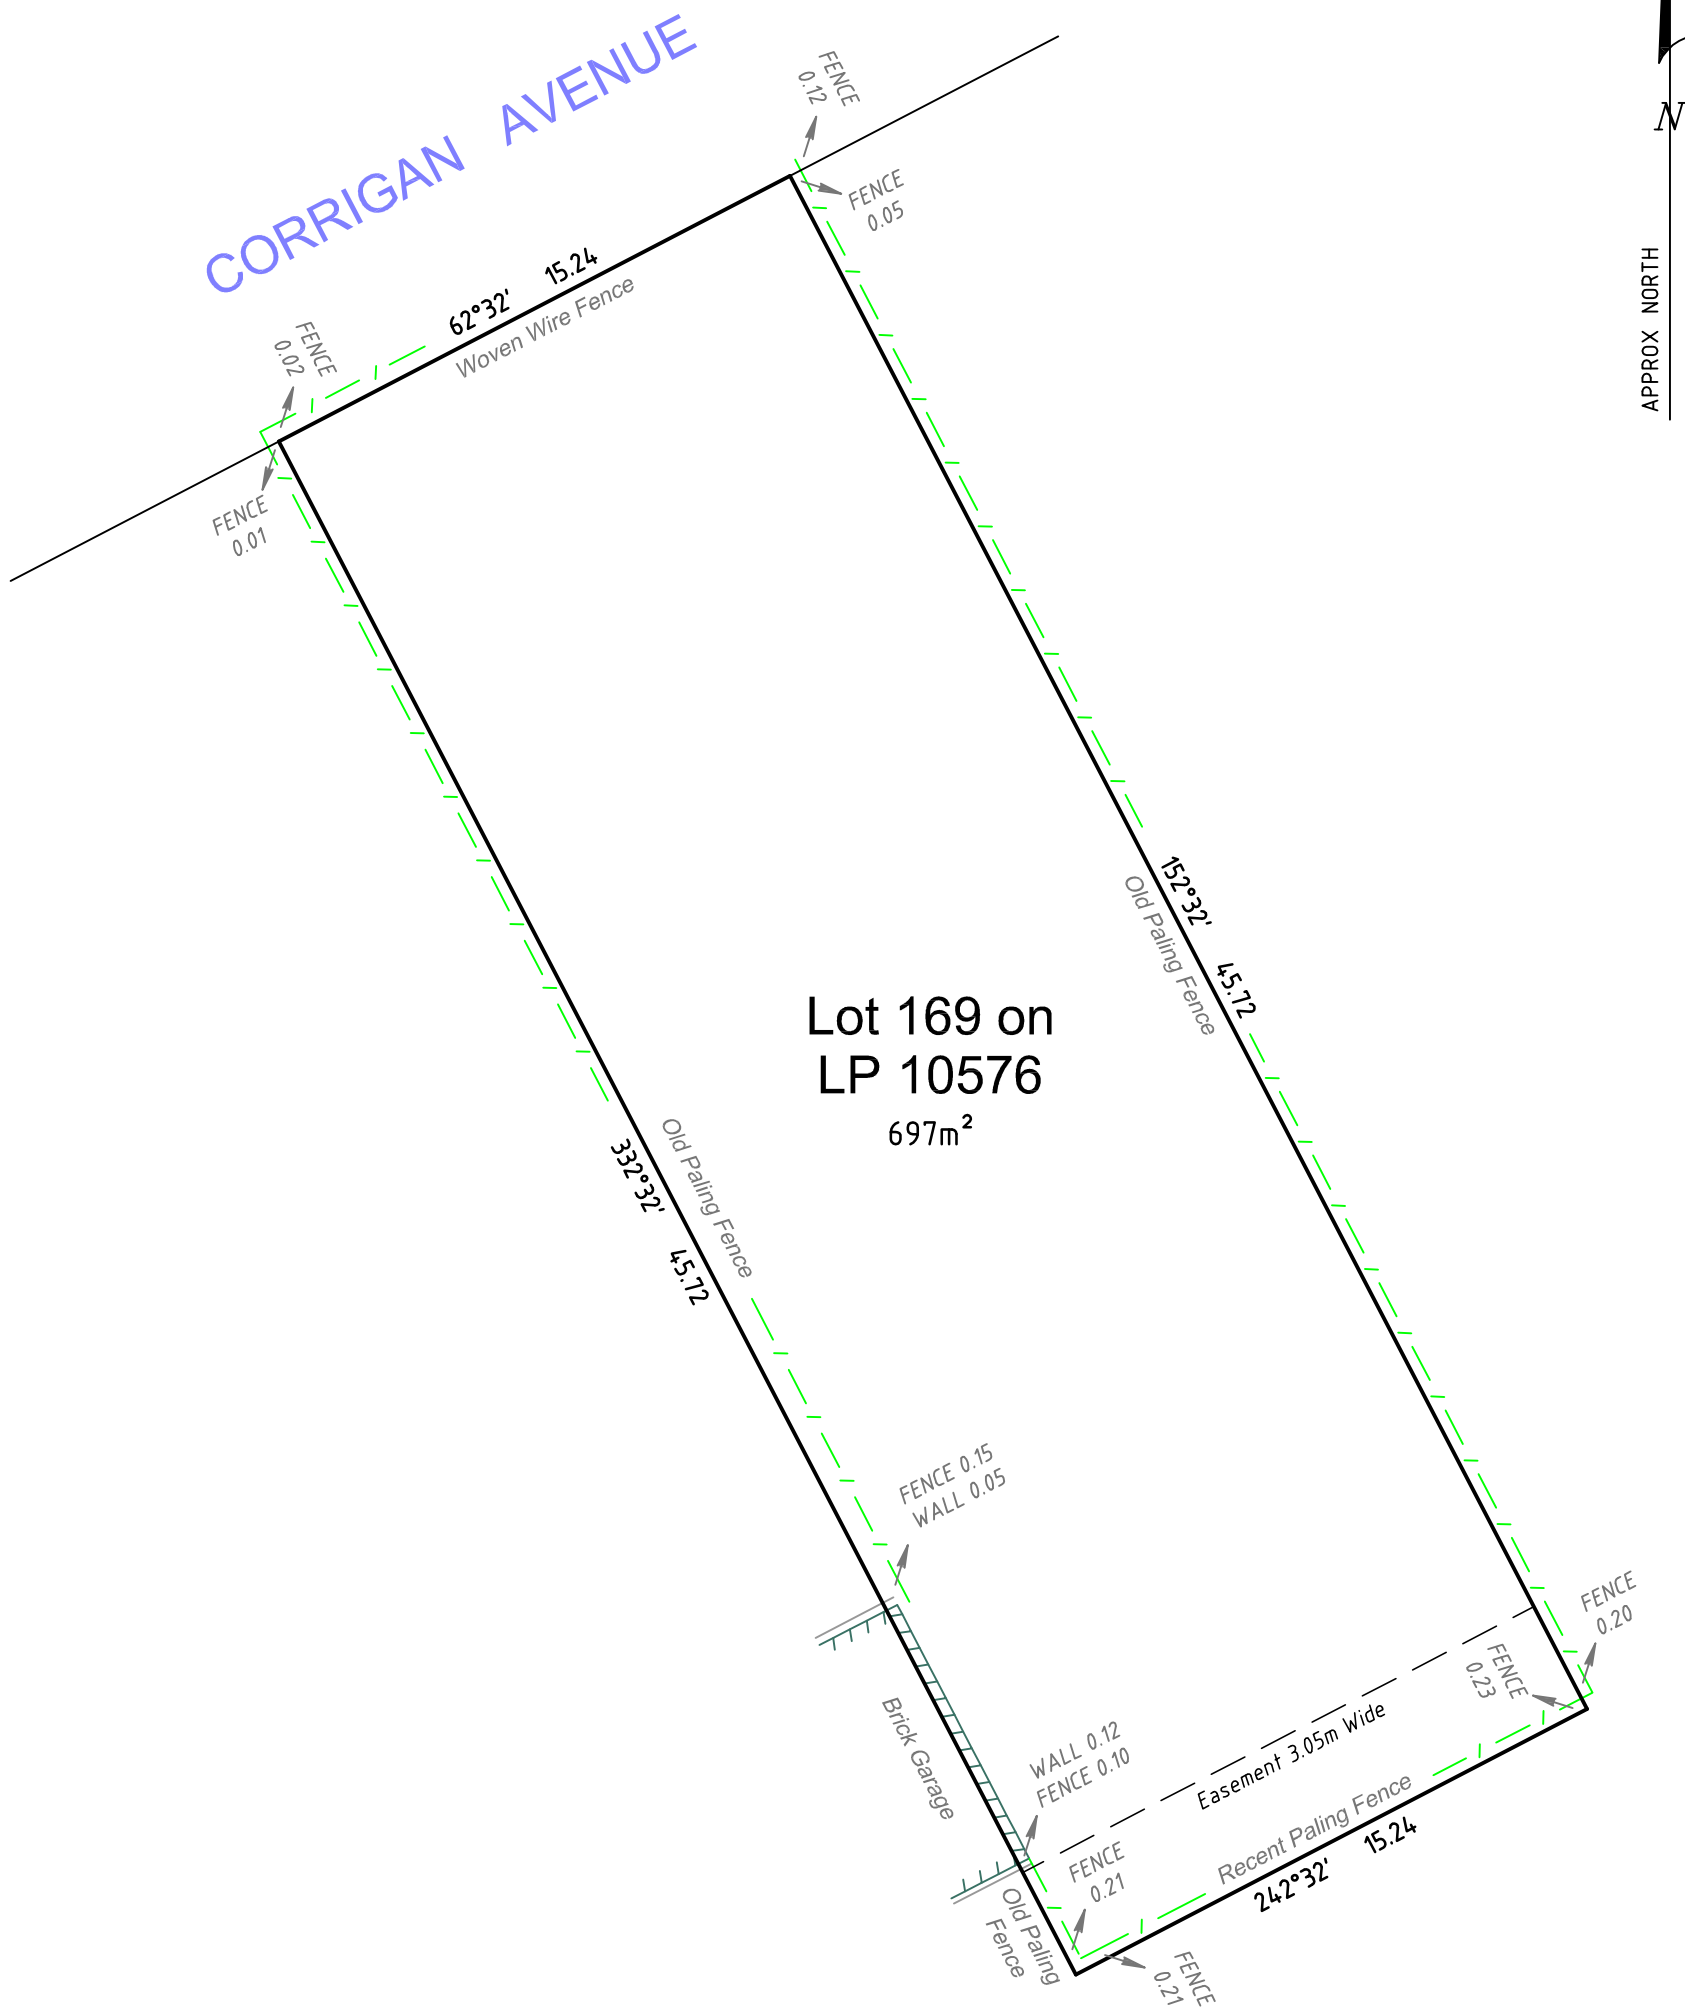 CORRIGAN AVENUE
FENCE
0.12
N
FENCE
0.05
APPROX NORTH
62°32' 15.24
Woven Wire Fence
FENCE
0.02
FENCE
0.01
152°32' 45.72
Old Paling Fence
Lot 169 on
LP 10576
697m²
Old Paling Fence
332°32' 45.72
FENCE 0.15
WALL 0.05
FENCE
0.20
FENCE
0.23
Brick Garage
Easement 3.05m Wide
WALL 0.12
FENCE 0.10
Recent Paling Fence
242°32' 15.24
FENCE
0.21
Old Paling
Fence
FENCE
0.21